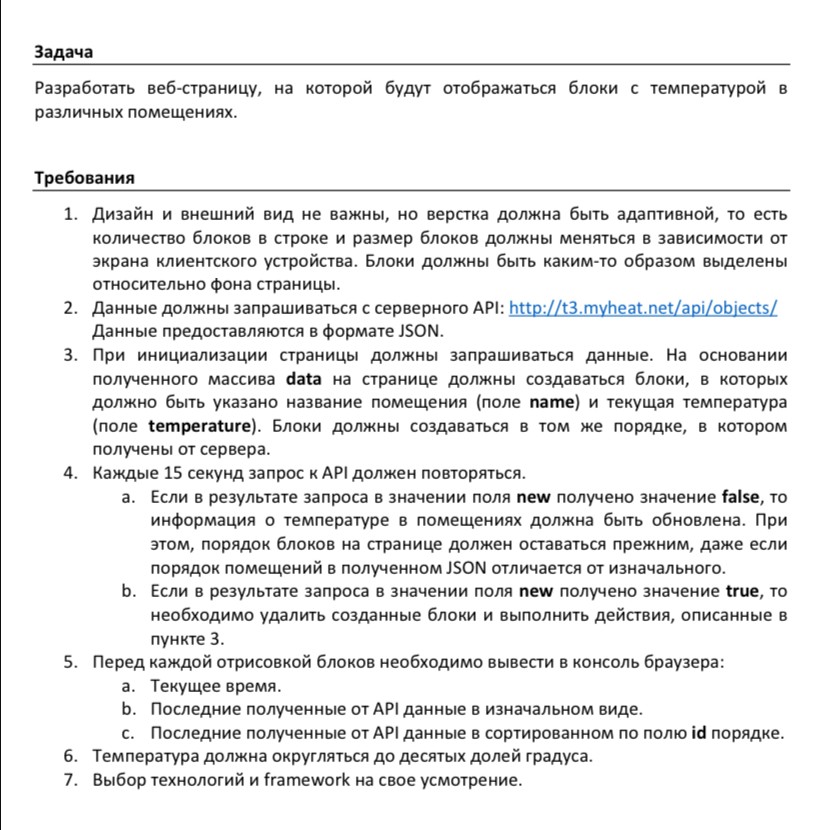 Задача
Разработать веб-страницу, на которой будут отображаться блоки с температурой в
различных помещениях.
Требования
1. Дизайн и внешний вид не важны, но верстка должна быть адаптивной, то есть
количество блоков в строке и размер блоков должны меняться в зависимости от
экрана клиентского устройства. Блоки должны быть каким-то образом выделены
относительно фона страницы.
2. Данные должны запрашиваться с серверного API: http://t3.myheat.net/api/objects/
Данные предоставляются в формате JSON.
3. При инициализации страницы должны запрашиваться данные. На основании
полученного массива data на странице должны создаваться блоки, в которых
должно быть указано название помещения (поле name) и текущая температура
(поле temperature). Блоки должны создаваться в том же порядке, в котором
получены от сервера.
4. Каждые 15 секунд запрос к API должен повторяться.
a. Если в результате запроса в значении поля new получено значение false, то
информация о температуре в помещениях должна быть обновлена. При
этом, порядок блоков на странице должен оставаться прежним, даже если
порядок помещений в полученном JSON отличается от изначального.
b. Если в результате запроса в значении поля new получено значение true, то
необходимо удалить созданные блоки и выполнить действия, описанные в
пункте 3.
5. Перед каждой отрисовкой блоков необходимо вывести в консоль браузера:
a. Текущее время.
b. Последние полученные от API данные в изначальном виде.
c. Последние полученные от API данные в сортированном по полю id порядке.
6. Температура должна округляться до десятых долей градуса.
7. Выбор технологий и framework на свое усмотрение.